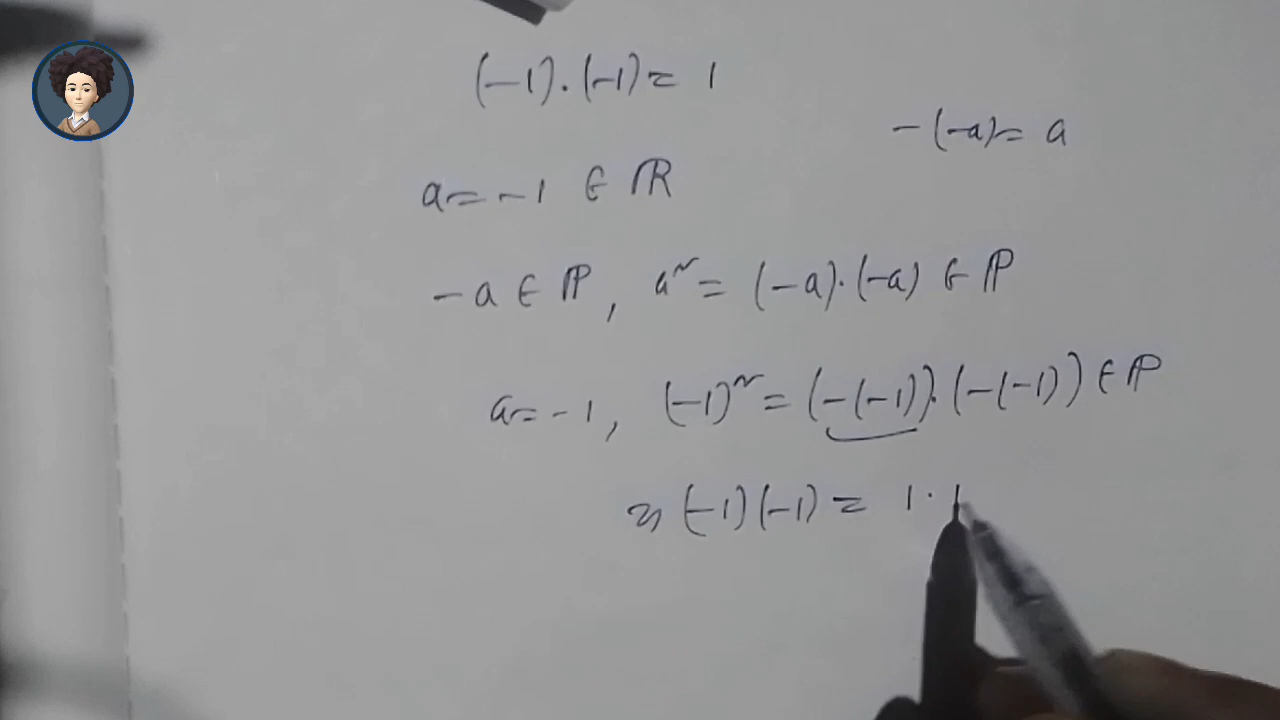 (-1)·(-1) = 1
-(-a) = a
a = -1 ∈ ℝ
-a ∈ ℙ, a² = (-a)·(-a) ∈ ℙ
a = -1, (-1)² = (-(-1))·(-(-1)) ∈ ℙ
⇒ (-1)(-1) = 1·1